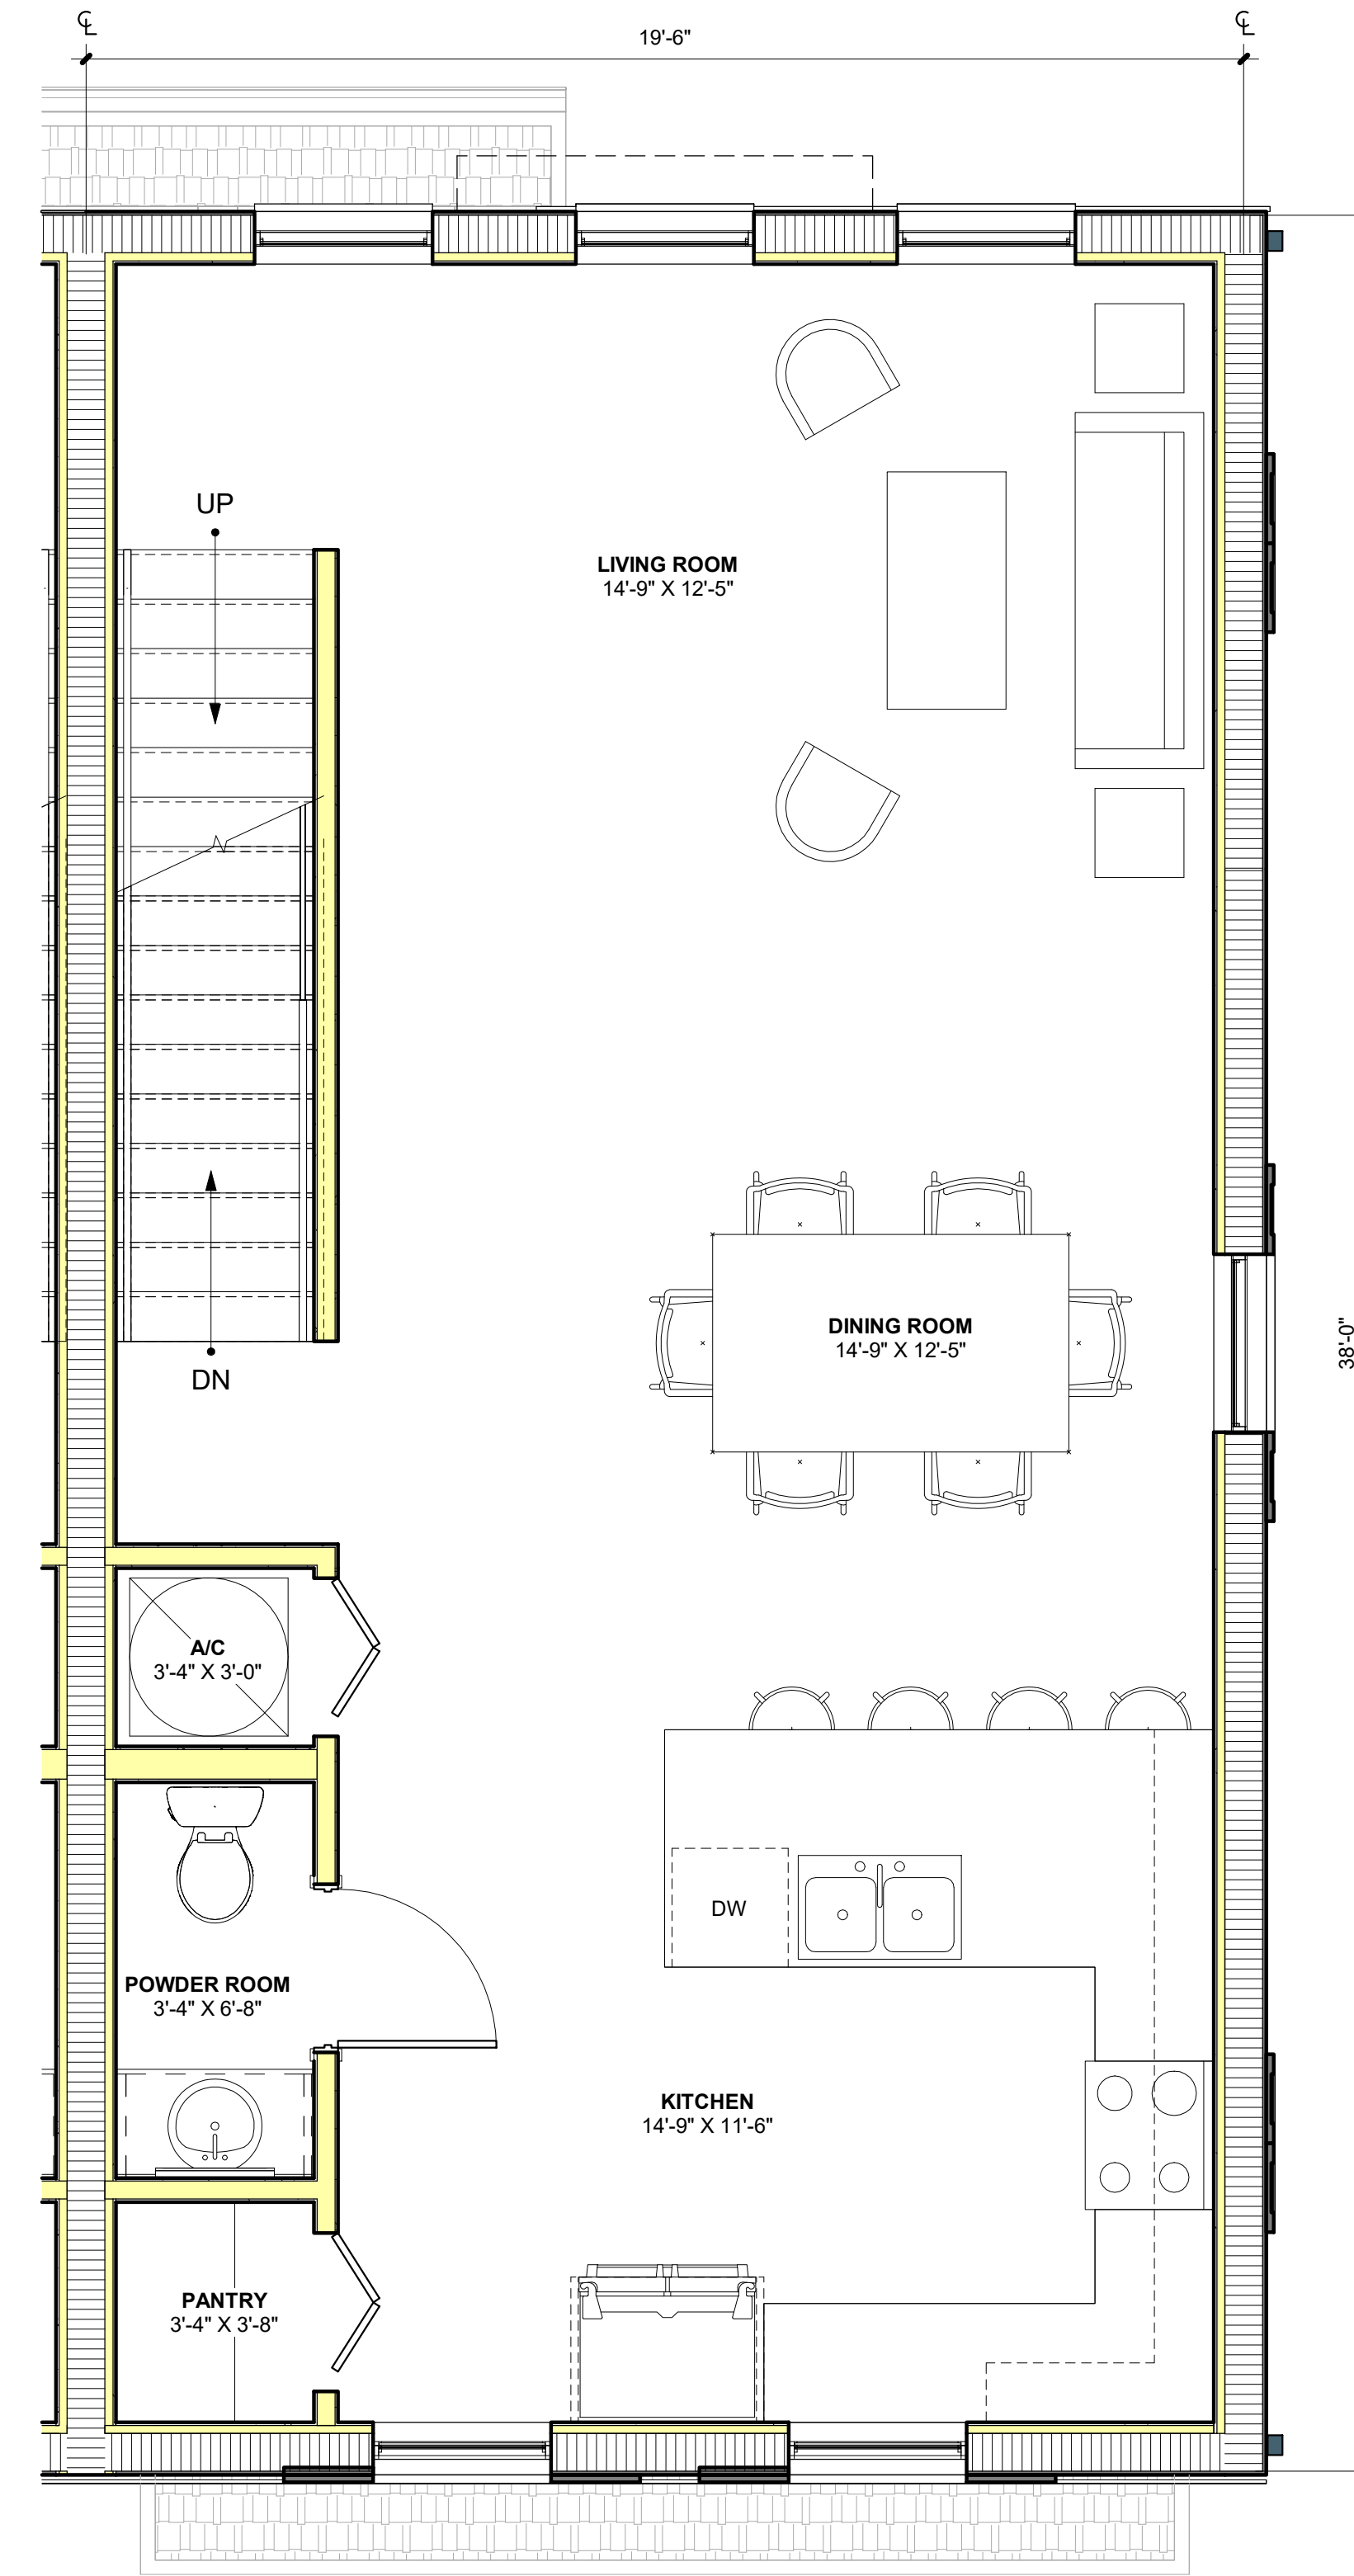 ℄ ℄
19'-6"
UP
LIVING ROOM
14'-9" X 12'-5"
DINING ROOM
14'-9" X 12'-5"
38'-0"
DN
A/C
3'-4" X 3'-0"
DW
POWDER ROOM
3'-4" X 6'-8"
KITCHEN
14'-9" X 11'-6"
PANTRY
3'-4" X 3'-8"